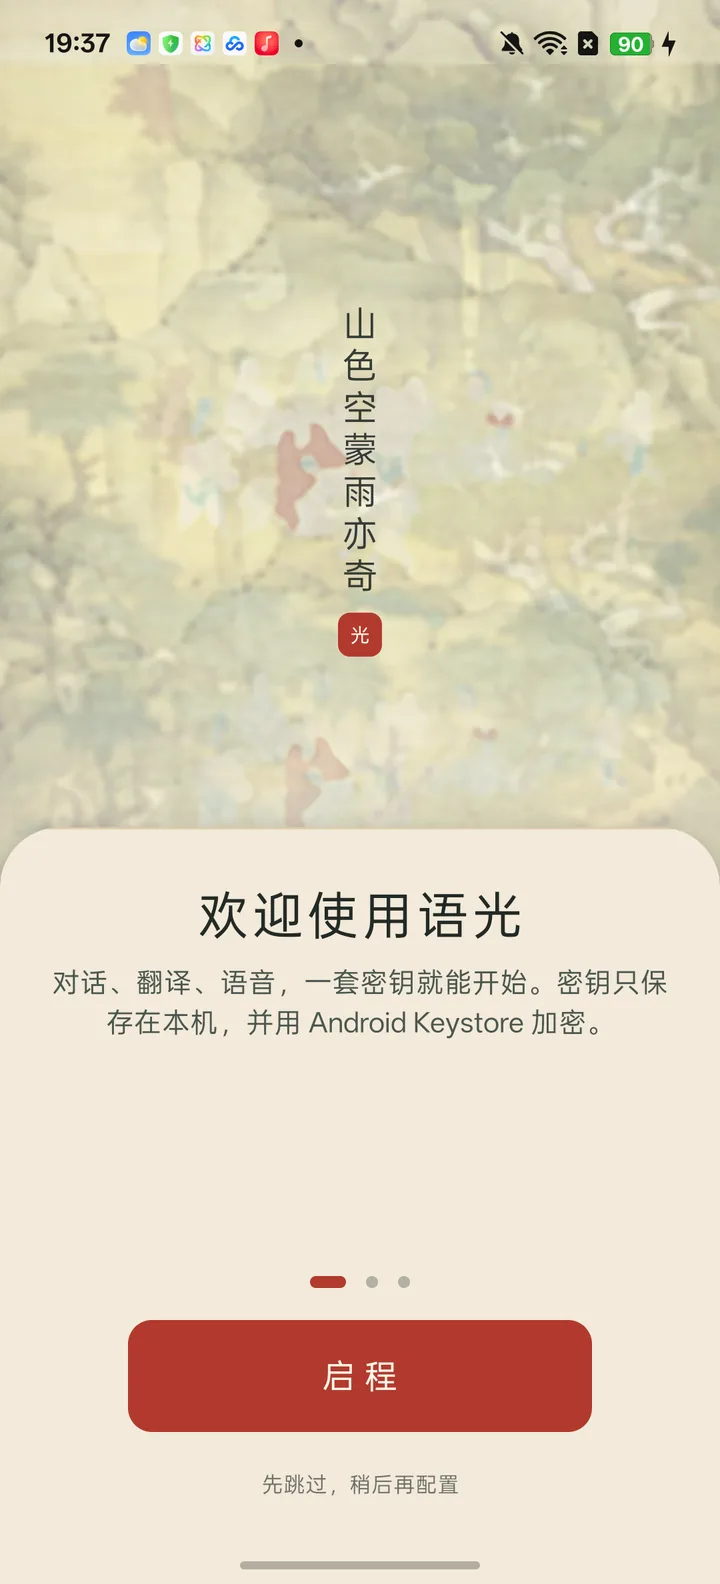 19:37
90
山色空蒙雨亦奇
光
欢迎使用语光
对话、翻译、语音，一套密钥就能开始。密钥只保
存在本机，并用 Android Keystore 加密。
启程
先跳过，稍后再配置